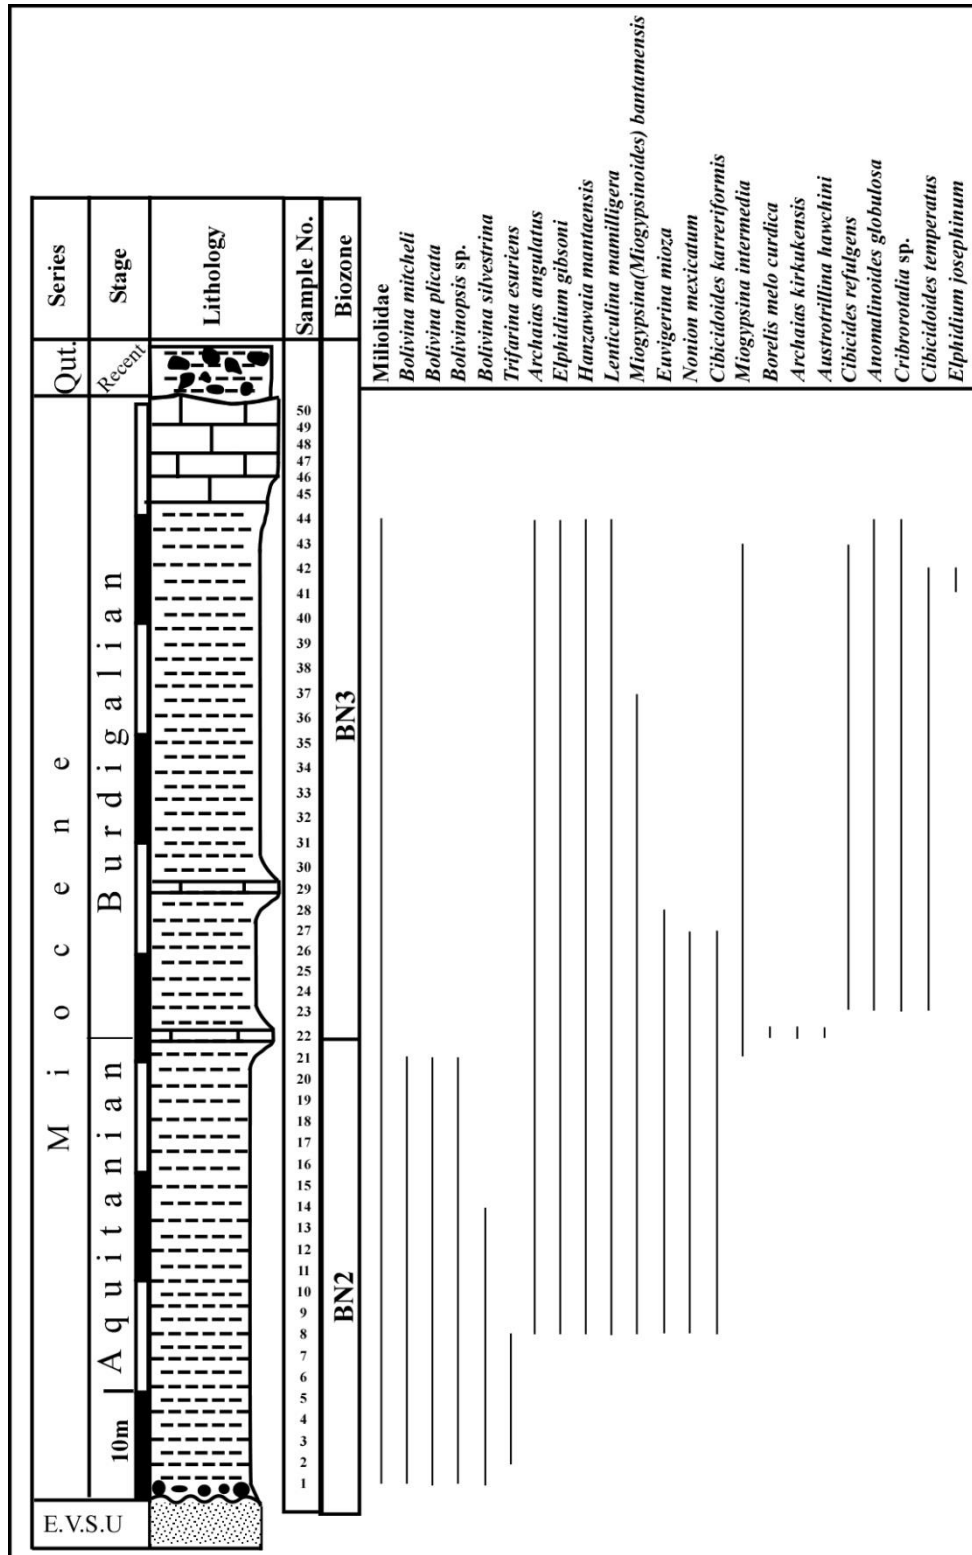 Series
Stage
Lithology
Sample No.
Biozone
Miliolidae
Bolivina mitcheli
Bolivina plicata
Bolivinopsis sp.
Bolivina silvestrina
Trifarina esuriens
Archaias angulatus
Elphidium gibsoni
Hanzawaia mantaensis
Lenticulina mamilligera
Miogypsina(Miogypsinoides) bantamensis
Euvigerina mioza
Nonion mexicatum
Cibicidoides karreriformis
Miogypsina intermedia
Borelis melo curdica
Archaias kirkukensis
Austrotrillina hawchini
Cibicides refulgens
Anomalinoides globulosa
Cribrorotalia sp.
Cibicidoides temperatus
Elphidium josephinum
Qut.
Recent
Miocene
Burdigalian
Aquitanian
10m
E.V.S.U
50
49
48
47
46
45
44
43
42
41
40
39
38
37
36
35
34
33
32
31
30
29
28
27
26
25
24
23
22
21
20
19
18
17
16
15
14
13
12
11
10
9
8
7
6
5
4
3
2
1
BN3
BN2